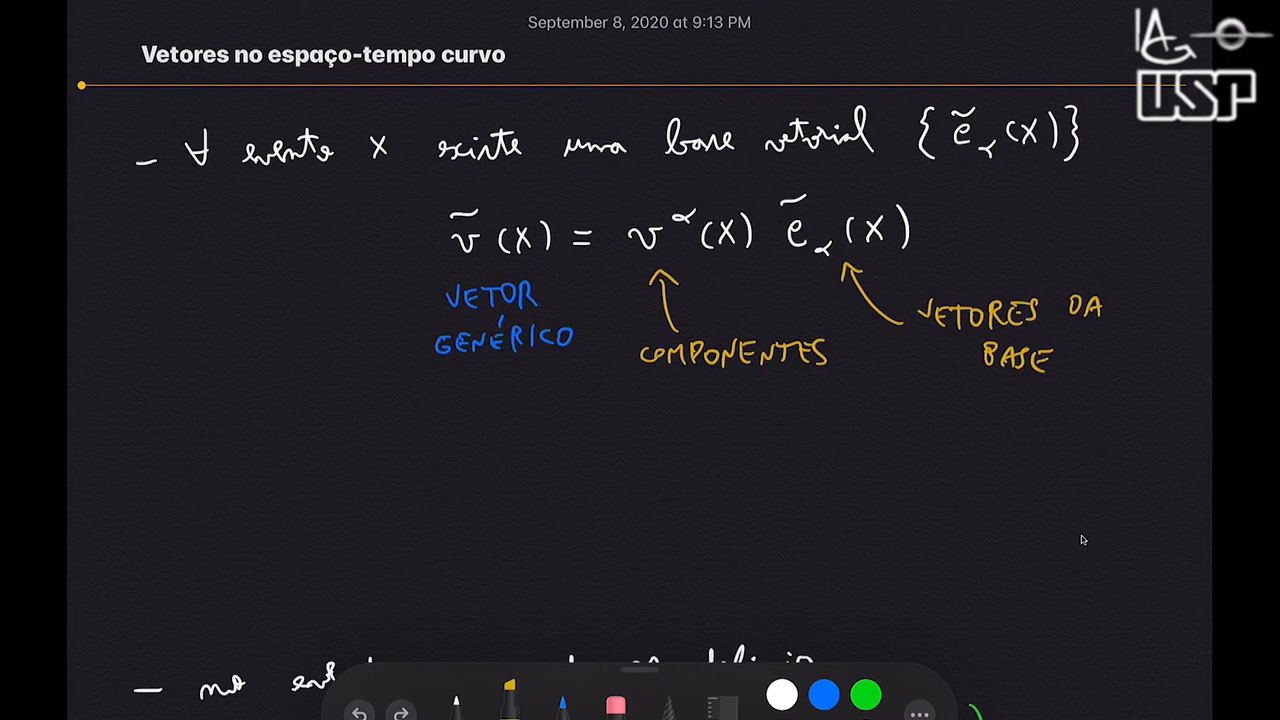 September 8, 2020 at 9:13 PM
IAG
USP
Vetores no espaço-tempo curvo
- ∀ evento x existe uma base vetorial {ẽ_α(x)}
ṽ(x) = v^α(x) ẽ_α(x)
VETOR GENÉRICO
COMPONENTES
VETORES DA BASE
- no